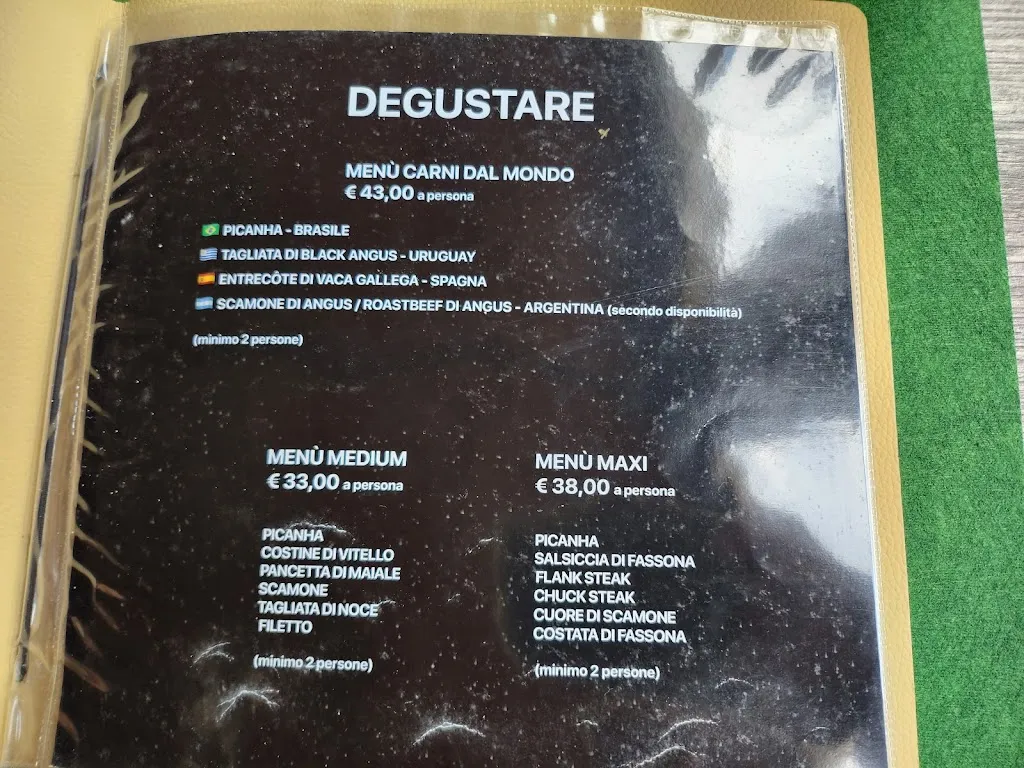 DEGUSTARE
MENÙ CARNI DAL MONDO
€ 43,00 a persona
PICANHA - BRASILE
TAGLIATA DI BLACK ANGUS - URUGUAY
ENTRECÔTE DI VACA GALLEGA - SPAGNA
SCAMONE DI ANGUS / ROASTBEEF DI ANGUS - ARGENTINA (secondo disponibilità)
(minimo 2 persone)
MENÙ MEDIUM
€ 33,00 a persona
PICANHA
COSTINE DI VITELLO
PANCETTA DI MAIALE
SCAMONE
TAGLIATA DI NOCE
FILETTO
(minimo 2 persone)
MENÙ MAXI
€ 38,00 a persona
PICANHA
SALSICCIA DI FASSONA
FLANK STEAK
CHUCK STEAK
CUORE DI SCAMONE
COSTATA DI FASSONA
(minimo 2 persone)